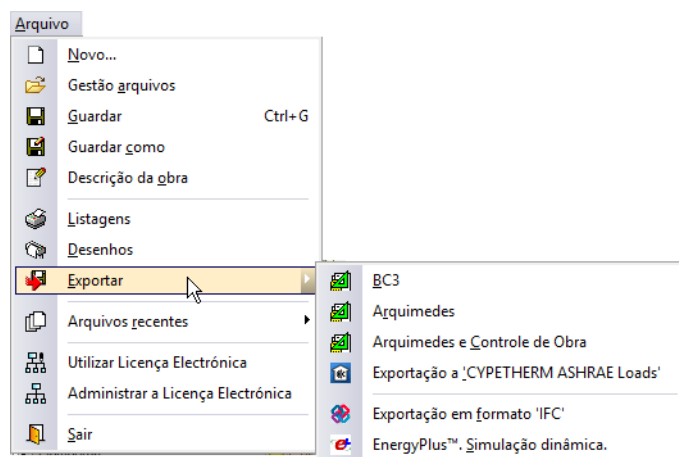 Arquivo
Novo...
Gestão arquivos
Guardar Ctrl+G
Guardar como
Descrição da obra
Listagens
Desenhos
Exportar
BC3
Arquimedes
Arquimedes e Controle de Obra
Exportação a 'CYPETHERM ASHRAE Loads'
Exportação em formato 'IFC'
EnergyPlus™. Simulação dinâmica.
Arquivos recentes
Utilizar Licença Electrónica
Administrar a Licença Electrónica
Sair